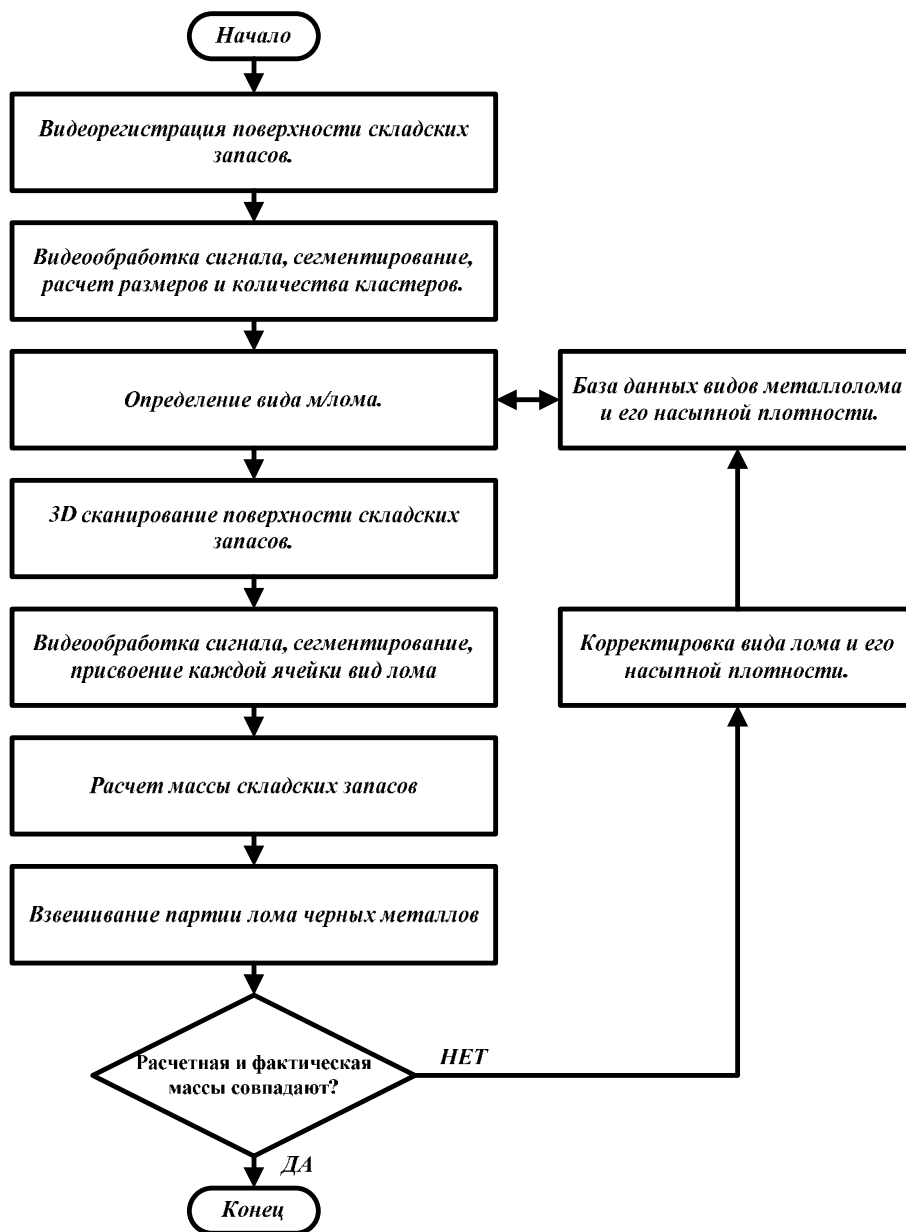 Начало
Видеорегистрация поверхности складских
запасов.
Видеообработка сигнала, сегментирование,
расчет размеров и количества кластеров.
Определение вида м/лома.
База данных видов металлолома
и его насыпной плотности.
3D сканирование поверхности складских
запасов.
Видеообработка сигнала, сегментирование,
присвоение каждой ячейки вид лома
Корректировка вида лома и его
насыпной плотности.
Расчет массы складских запасов
Взвешивание партии лома черных металлов
Расчетная и фактическая
массы совпадают?
НЕТ
ДА
Конец